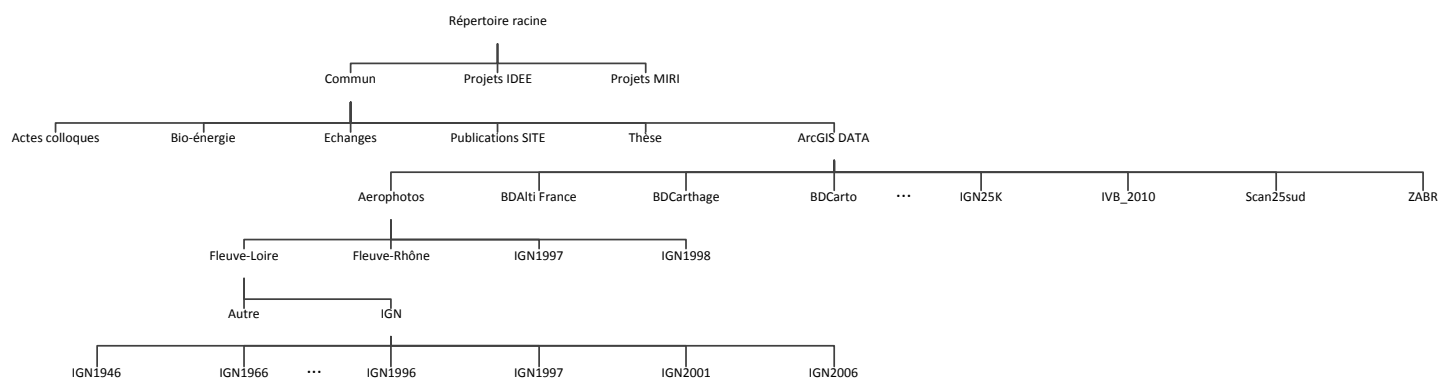 Répertoire racine
Commun Projets IDEE Projets MIRI
Actes colloques Bio-énergie Echanges Publications SITE Thèse ArcGIS DATA
Aerophotos BDAlti France BDCarthage BDCarto ... IGN25K IVB_2010 Scan25sud ZABR
Fleuve-Loire Fleuve-Rhône IGN1997 IGN1998
Autre IGN
IGN1946 IGN1966 ... IGN1996 IGN1997 IGN2001 IGN2006